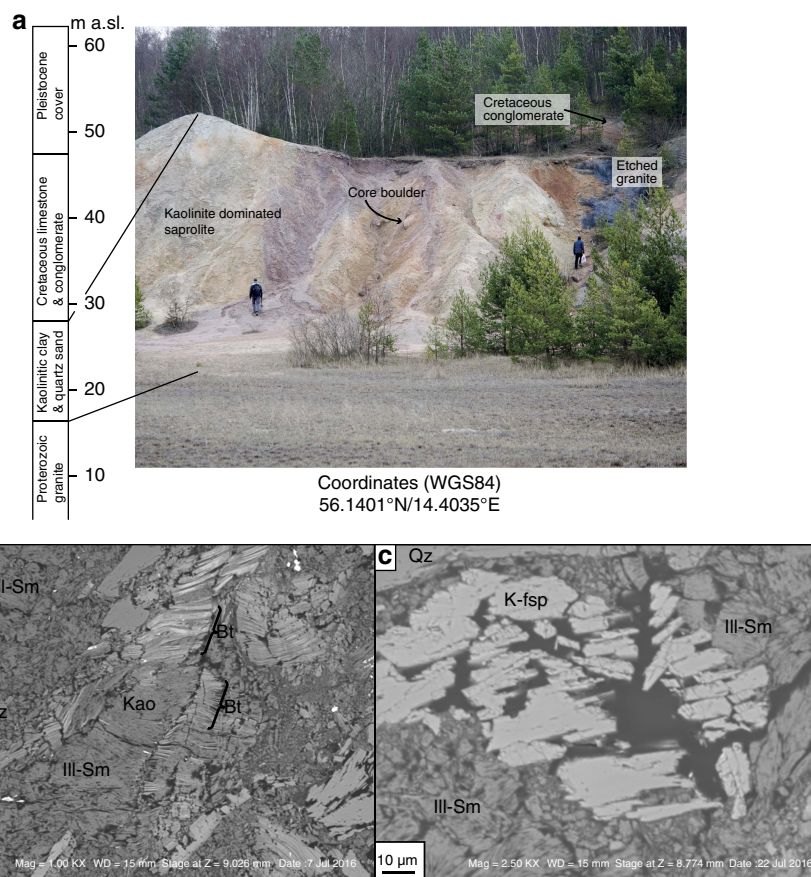 a
m a.sl.
60
50
40
30
20
10
Pleistocene
cover
Cretaceous limestone
& conglomerate
Kaolinitic clay
& quartz sand
Proterozoic
granite
Cretaceous
conglomerate
Etched
granite
Core boulder
Kaolinite dominated
saprolite
Coordinates (WGS84)
56.1401°N/14.4035°E
l-Sm
Bt
Kao
Bt
z
Ill-Sm
Mag = 1.00 KX WD = 15 mm Stage at Z = 9.026 mm Date :7 Jul 2016
c
Qz
K-fsp
Ill-Sm
Ill-Sm
10 µm
Mag = 2.50 KX WD = 15 mm Stage at Z = 8.774 mm Date :22 Jul 2016